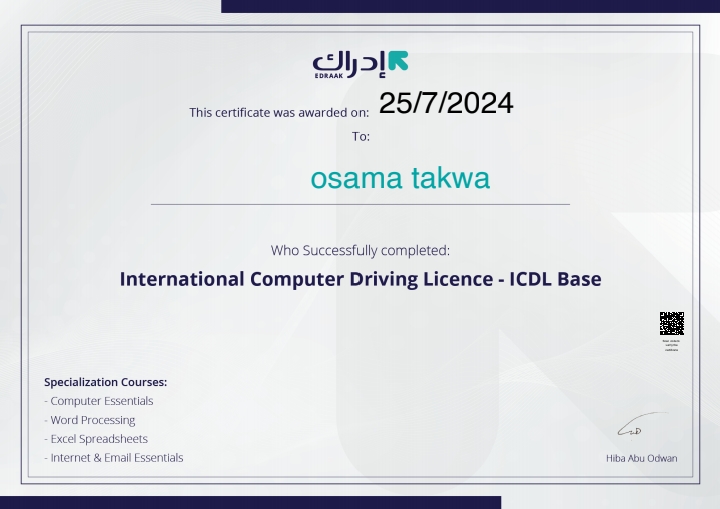 إدراك
EDRAAK
This certificate was awarded on: 25/7/2024
To:
osama takwa
Who Successfully completed:
International Computer Driving Licence - ICDL Base
Specialization Courses:
- Computer Essentials
- Word Processing
- Excel Spreadsheets
- Internet & Email Essentials
Hiba Abu Odwan